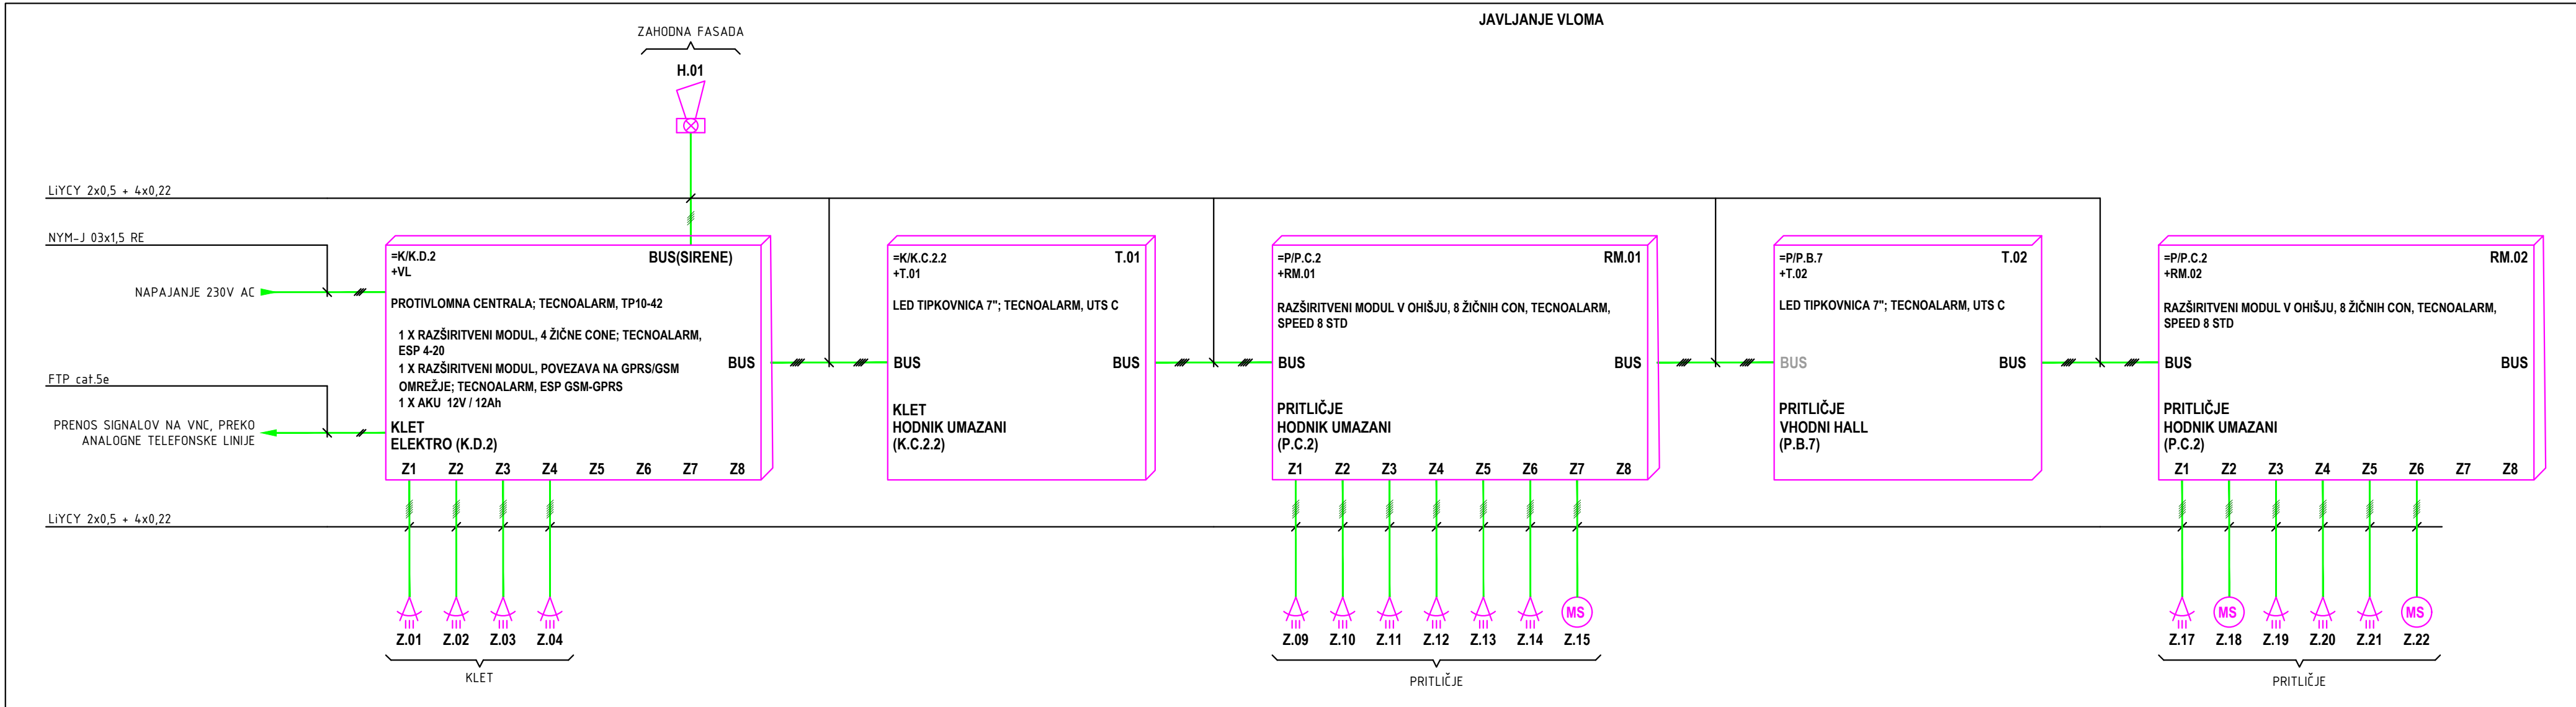 JAVLJANJE VLOMA
ZAHODNA FASADA
H.01
LiYCY 2x0,5 + 4x0,22
NYM-J 03x1,5 RE
NAPAJANJE 230V AC
FTP cat.5e
PRENOS SIGNALOV NA VNC, PREKO
ANALOGNE TELEFONSKE LINIJE
LiYCY 2x0,5 + 4x0,22
=K/K.D.2
+VL
BUS(SIRENE)
PROTIVLOMNA CENTRALA; TECNOALARM, TP10-42
1 X RAZŠIRITVENI MODUL, 4 ŽIČNE CONE; TECNOALARM,
ESP 4-20
1 X RAZŠIRITVENI MODUL, POVEZAVA NA GPRS/GSM
OMREŽJE; TECNOALARM, ESP GSM-GPRS
1 X AKU 12V / 12Ah
BUS
KLET
ELEKTRO (K.D.2)
Z1 Z2 Z3 Z4 Z5 Z6 Z7 Z8
Z.01 Z.02 Z.03 Z.04
KLET
=K/K.C.2.2
+T.01
T.01
LED TIPKOVNICA 7"; TECNOALARM, UTS C
BUS BUS
KLET
HODNIK UMAZANI
(K.C.2.2)
=P/P.C.2
+RM.01
RM.01
RAZŠIRITVENI MODUL V OHIŠJU, 8 ŽIČNIH CON, TECNOALARM,
SPEED 8 STD
BUS BUS
PRITLIČJE
HODNIK UMAZANI
(P.C.2)
Z1 Z2 Z3 Z4 Z5 Z6 Z7 Z8
MS
Z.09 Z.10 Z.11 Z.12 Z.13 Z.14 Z.15
PRITLIČJE
=P/P.B.7
+T.02
T.02
LED TIPKOVNICA 7"; TECNOALARM, UTS C
BUS BUS
PRITLIČJE
VHODNI HALL
(P.B.7)
=P/P.C.2
+RM.02
RM.02
RAZŠIRITVENI MODUL V OHIŠJU, 8 ŽIČNIH CON, TECNOALARM,
SPEED 8 STD
BUS BUS
PRITLIČJE
HODNIK UMAZANI
(P.C.2)
Z1 Z2 Z3 Z4 Z5 Z6 Z7 Z8
MS MS
Z.17 Z.18 Z.19 Z.20 Z.21 Z.22
PRITLIČJE